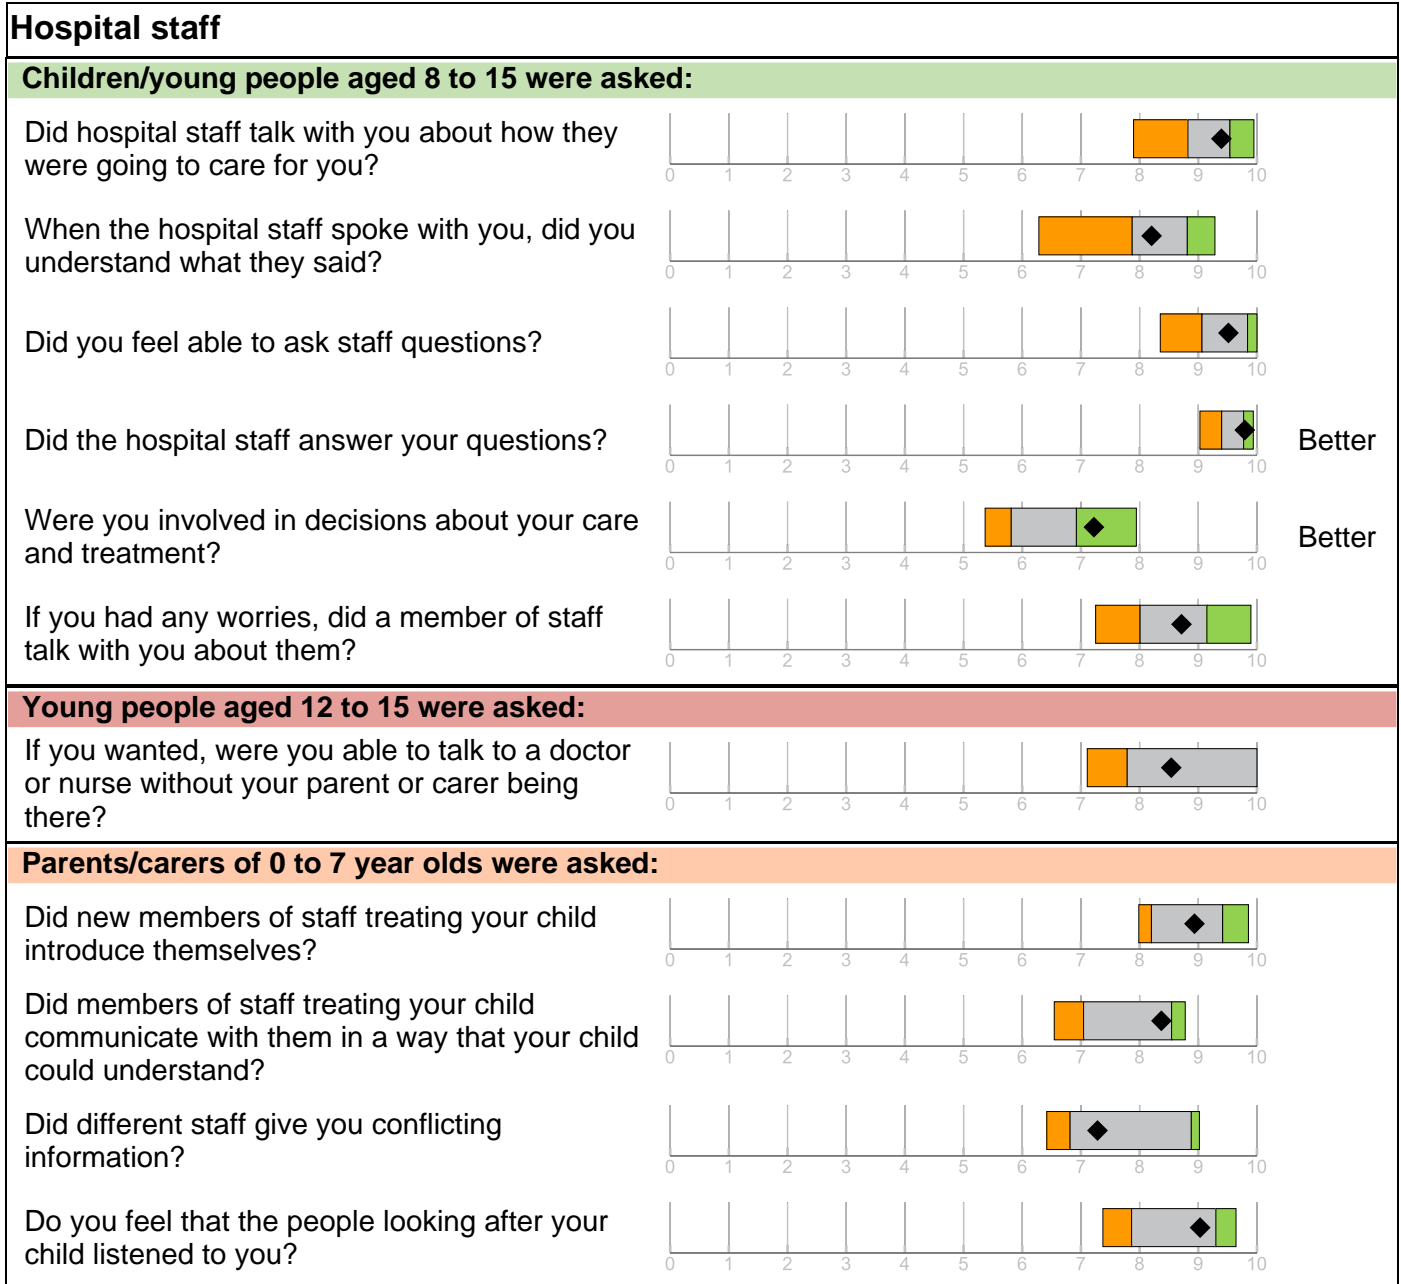 Hospital staff
Children/young people aged 8 to 15 were asked:
Did hospital staff talk with you about how they
were going to care for you?
0 1 2 3 4 5 6 7 8 9 10
When the hospital staff spoke with you, did you
understand what they said?
0 1 2 3 4 5 6 7 8 9 10
Did you feel able to ask staff questions?
0 1 2 3 4 5 6 7 8 9 10
Did the hospital staff answer your questions?
Better
0 1 2 3 4 5 6 7 8 9 10
Were you involved in decisions about your care
and treatment?
Better
0 1 2 3 4 5 6 7 8 9 10
If you had any worries, did a member of staff
talk with you about them?
0 1 2 3 4 5 6 7 8 9 10
Young people aged 12 to 15 were asked:
If you wanted, were you able to talk to a doctor
or nurse without your parent or carer being
there?
0 1 2 3 4 5 6 7 8 9 10
Parents/carers of 0 to 7 year olds were asked:
Did new members of staff treating your child
introduce themselves?
0 1 2 3 4 5 6 7 8 9 10
Did members of staff treating your child
communicate with them in a way that your child
could understand?
0 1 2 3 4 5 6 7 8 9 10
Did different staff give you conflicting
information?
0 1 2 3 4 5 6 7 8 9 10
Do you feel that the people looking after your
child listened to you?
0 1 2 3 4 5 6 7 8 9 10